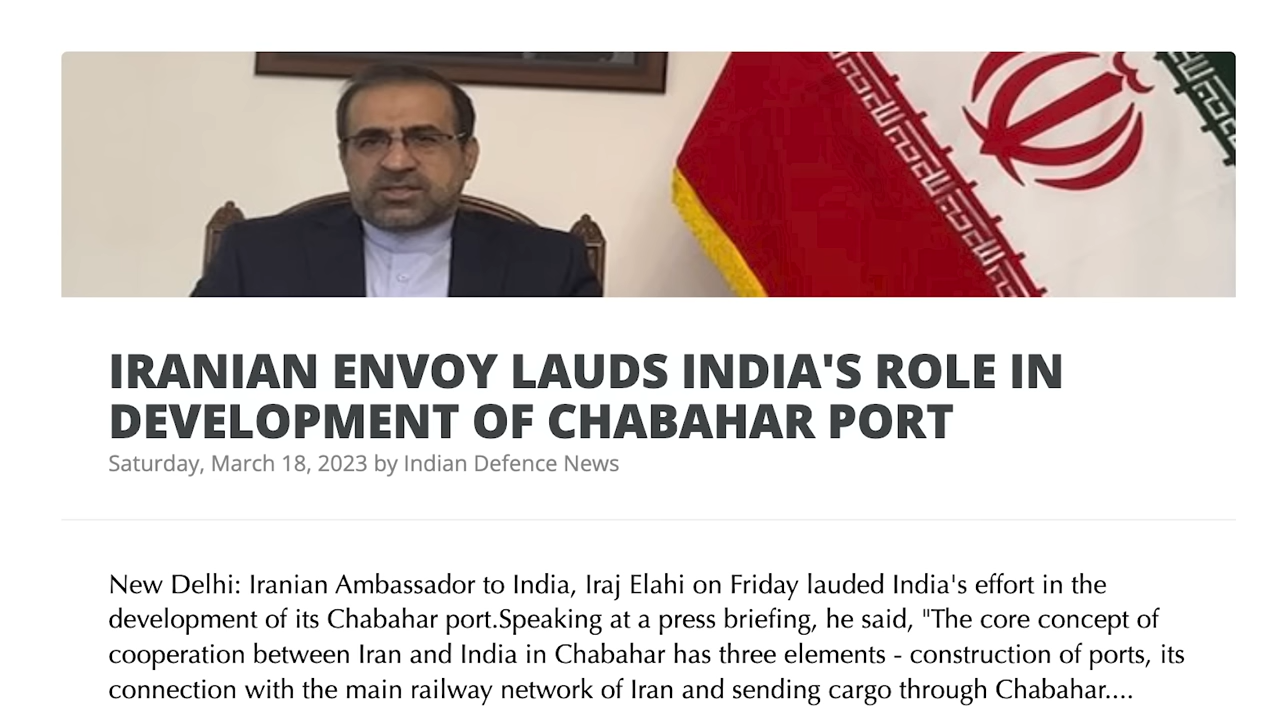 IRANIAN ENVOY LAUDS INDIA'S ROLE IN
DEVELOPMENT OF CHABAHAR PORT
Saturday, March 18, 2023 by Indian Defence News
New Delhi: Iranian Ambassador to India, Iraj Elahi on Friday lauded India's effort in the
development of its Chabahar port.Speaking at a press briefing, he said, "The core concept of
cooperation between Iran and India in Chabahar has three elements - construction of ports, its
connection with the main railway network of Iran and sending cargo through Chabahar....